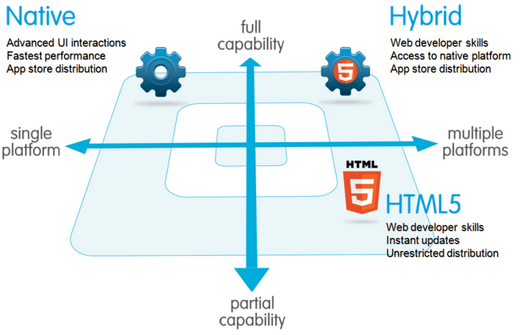 Native
Advanced UI interactions
Fastest performance
App store distribution
full
capability
Hybrid
Web developer skills
Access to native platform
App store distribution
5
single
platform
multiple
platforms
HTML
5
HTML5
Web developer skills
Instant updates
Unrestricted distribution
partial
capability